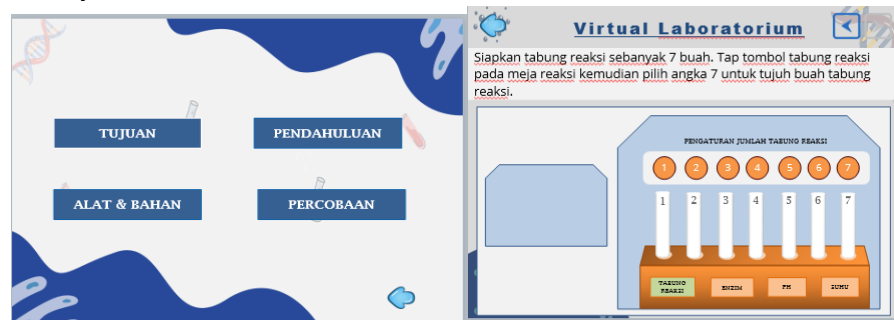 TUJUAN
PENDAHULUAN
ALAT & BAHAN
PERCOBAAN
Virtual Laboratorium
Siapkan tabung reaksi sebanyak 7 buah. Tap tombol tabung reaksi
pada meja reaksi kemudian pilih angka 7 untuk tujuh buah tabung
reaksi.
PENGATURAN JUMLAH TABUNG REAKSI
1 2 3 4 5 6 7
1 2 3 4 5 6 7
TABUNG
REAKSI
ENZIM
PH
SUHU